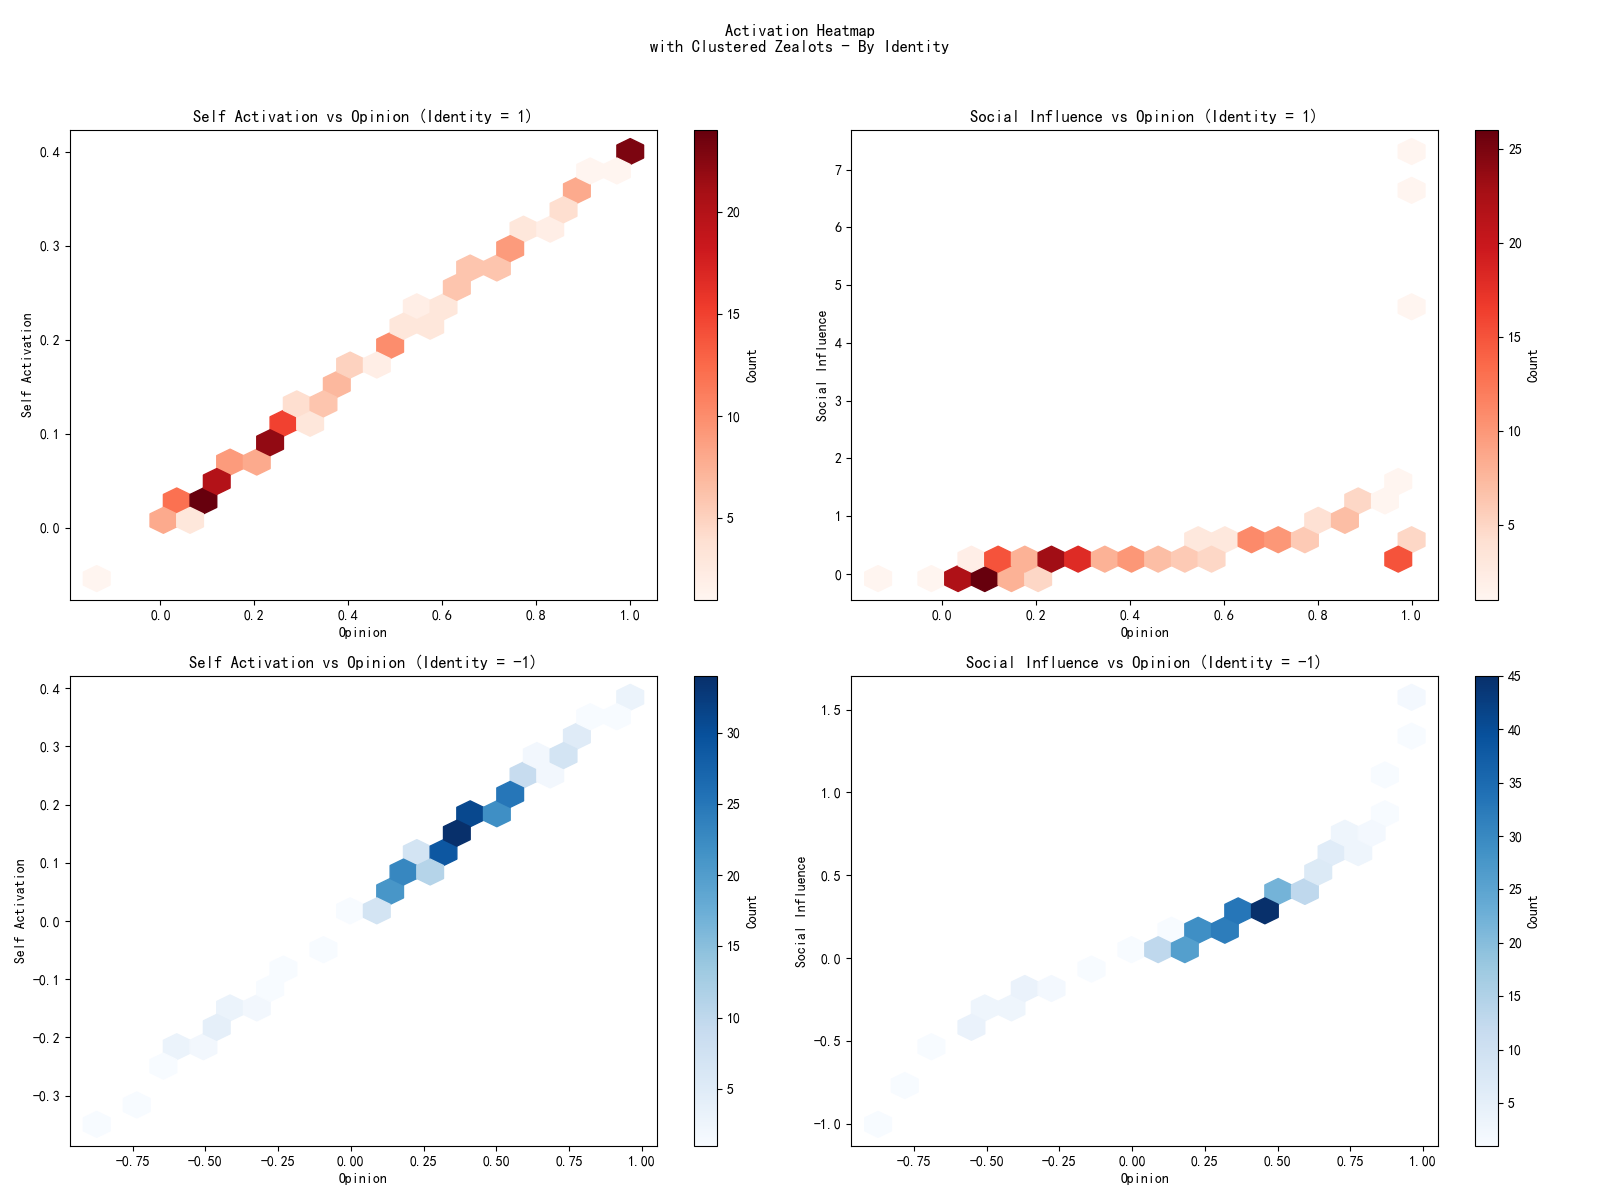 Activation Heatmap
with Clustered Zealots - By Identity
Self Activation vs Opinion (Identity = 1)
0.4
0.3
0.2
0.1
0.0
Self Activation
0.0 0.2 0.4 0.6 0.8 1.0
Opinion
20
15
10
5
Count
Social Influence vs Opinion (Identity = 1)
7
6
5
4
3
2
1
0
Social Influence
0.0 0.2 0.4 0.6 0.8 1.0
Opinion
25
20
15
10
5
Count
Self Activation vs Opinion (Identity = -1)
0.4
0.3
0.2
0.1
0.0
-0.1
-0.2
-0.3
Self Activation
-0.75 -0.50 -0.25 0.00 0.25 0.50 0.75 1.00
Opinion
30
25
20
15
10
5
Count
Social Influence vs Opinion (Identity = -1)
1.5
1.0
0.5
0.0
-0.5
-1.0
Social Influence
-0.75 -0.50 -0.25 0.00 0.25 0.50 0.75 1.00
Opinion
45
40
35
30
25
20
15
10
5
Count